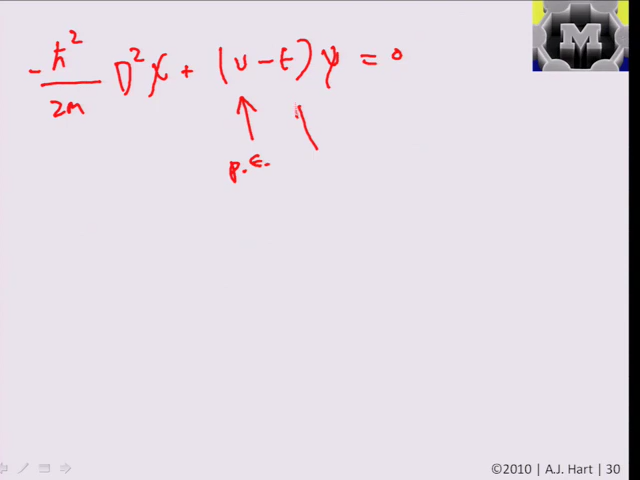 -ℏ²/2m ∇²ψ + (v - E)ψ = 0
P.E.
M
©2010 | A.J. Hart | 30